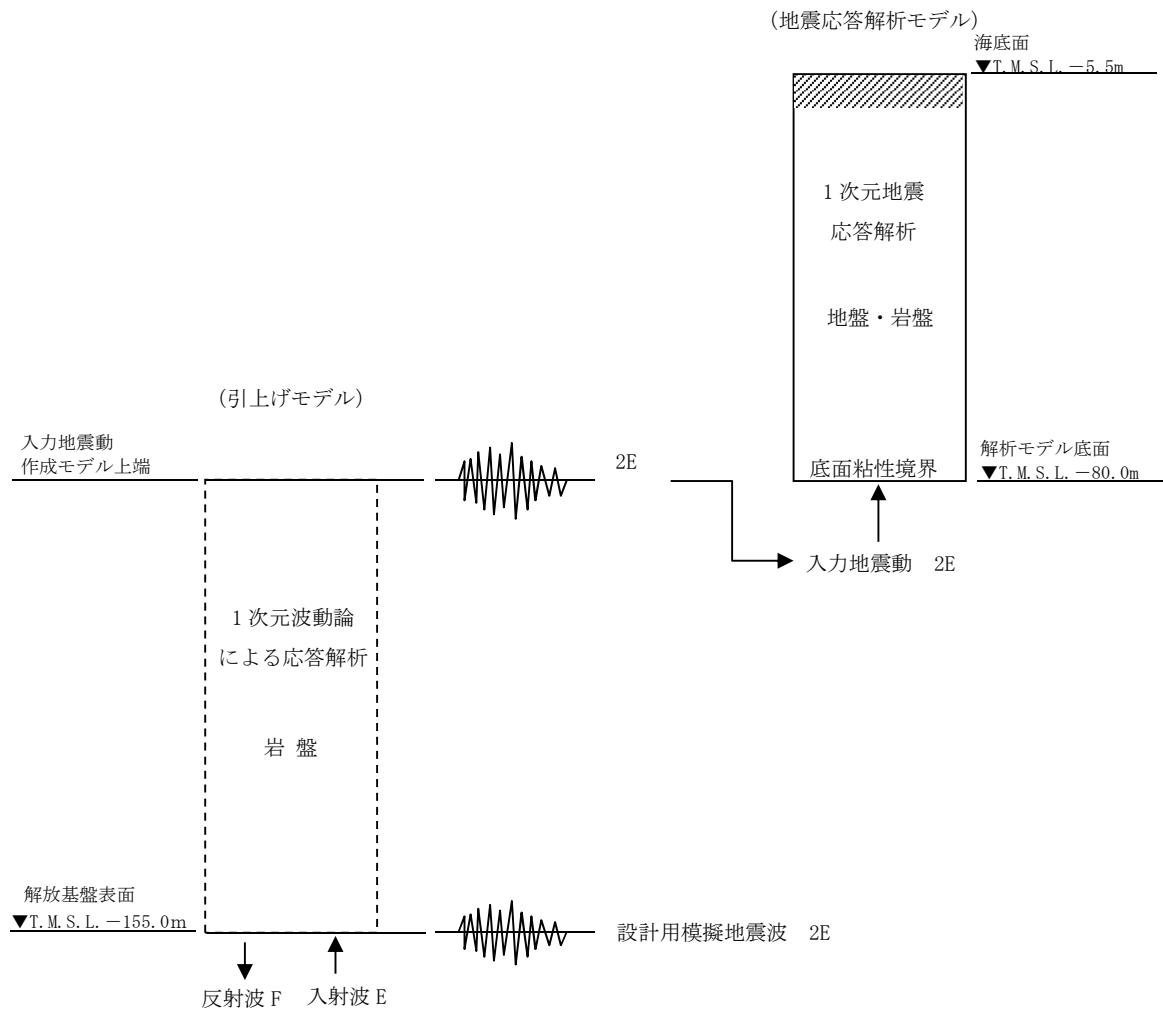 (地震応答解析モデル)
海底面
▼T.M.S.L.－5.5m
1次元地震
応答解析
地盤・岩盤
(引上げモデル)
入力地震動
作成モデル上端
2E
底面粘性境界
解析モデル底面
▼T.M.S.L.－80.0m
入力地震動　2E
1次元波動論
による応答解析
岩 盤
解放基盤表面
▼T.M.S.L.－155.0m
設計用模擬地震波　2E
反射波F　入射波E